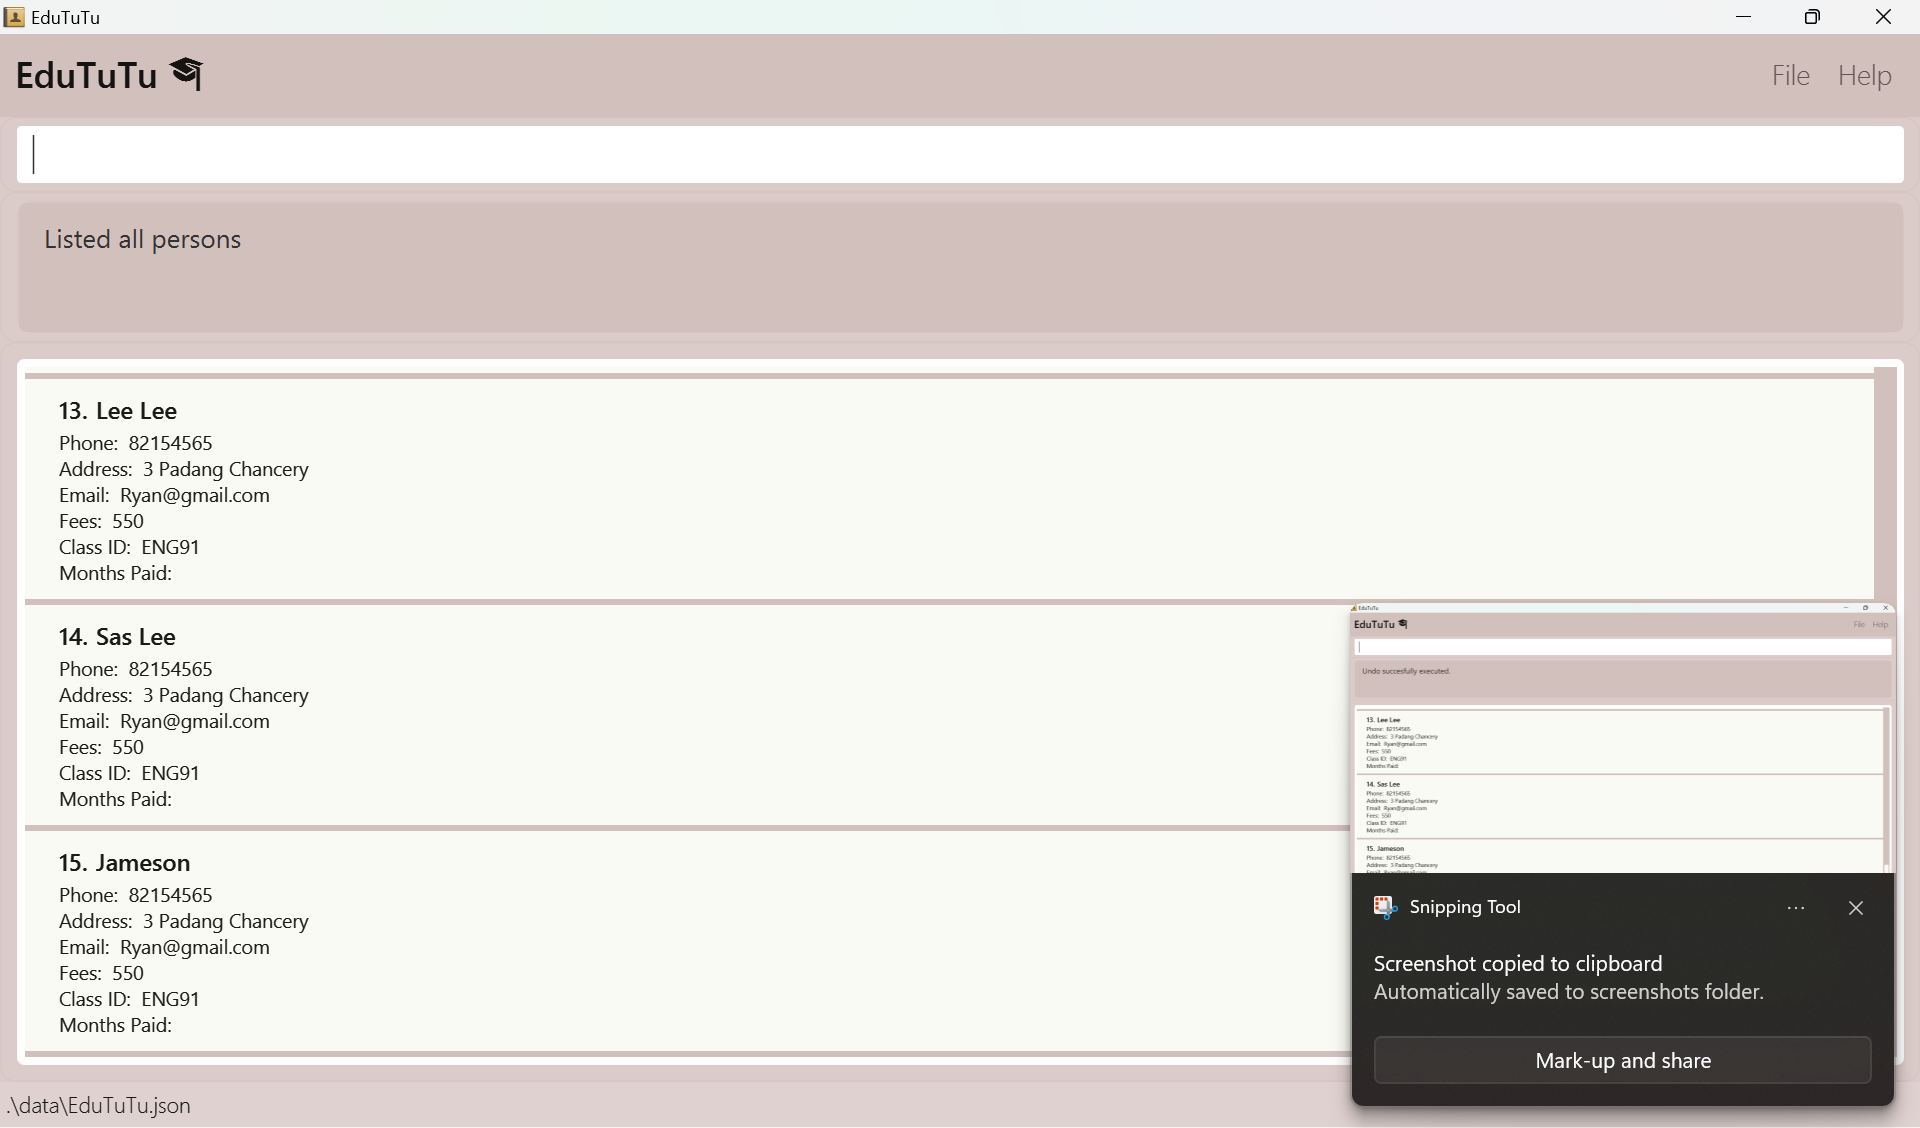 EduTuTu
EduTuTu
File Help
Listed all persons
13. Lee Lee
Phone: 82154565
Address: 3 Padang Chancery
Email: Ryan@gmail.com
Fees: 550
Class ID: ENG91
Months Paid:
14. Sas Lee
Phone: 82154565
Address: 3 Padang Chancery
Email: Ryan@gmail.com
Fees: 550
Class ID: ENG91
Months Paid:
15. Jameson
Phone: 82154565
Address: 3 Padang Chancery
Email: Ryan@gmail.com
Fees: 550
Class ID: ENG91
Months Paid:
EduTuTu
EduTuTu
File Help
Undo succesfully executed.
13. Lee Lee
Phone: 82154565
Address: 3 Padang Chancery
Email: Ryan@gmail.com
Fees: 550
Class ID: ENG91
Months Paid:
14. Sas Lee
Phone: 82154565
Address: 3 Padang Chancery
Email: Ryan@gmail.com
Fees: 550
Class ID: ENG91
Months Paid:
15. Jameson
Phone: 82154565
Address: 3 Padang Chancery
Snipping Tool
Screenshot copied to clipboard
Automatically saved to screenshots folder.
Mark-up and share
.\data\EduTuTu.json